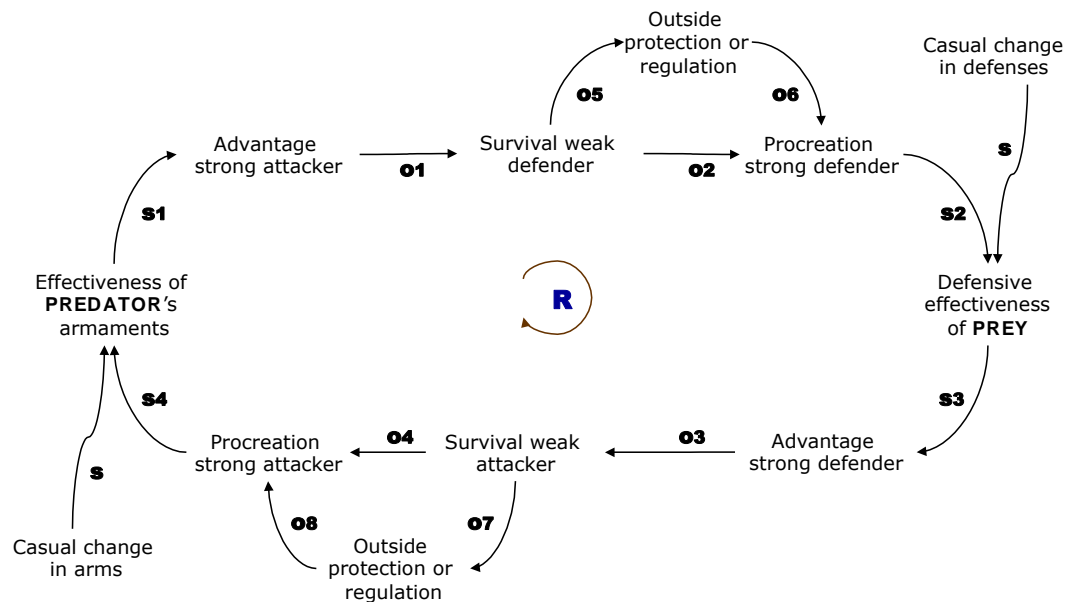 Outside
protection or
regulation
Casual change
in defenses
o5
o6
Advantage
strong attacker
o1
Survival weak
defender
o2
Procreation
strong defender
s
s1
s2
Effectiveness of
PREDATOR's
armaments
R
Defensive
effectiveness
of PREY
s4
s3
Procreation
strong attacker
o4
Survival weak
attacker
o3
Advantage
strong defender
s
o8
o7
Casual change
in arms
Outside
protection or
regulation